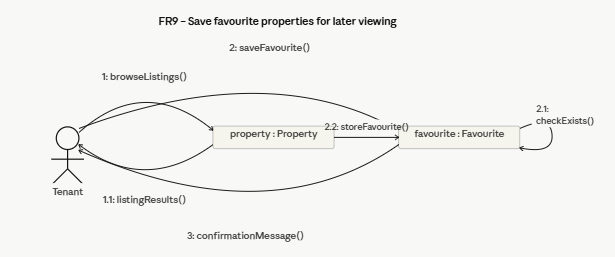 FR9 – Save favourite properties for later viewing
2: saveFavourite()
1: browseListings()
2.1:
checkExists()
2.2: storeFavourite()
property : Property
favourite : Favourite
Tenant
1.1: listingResults()
3: confirmationMessage()